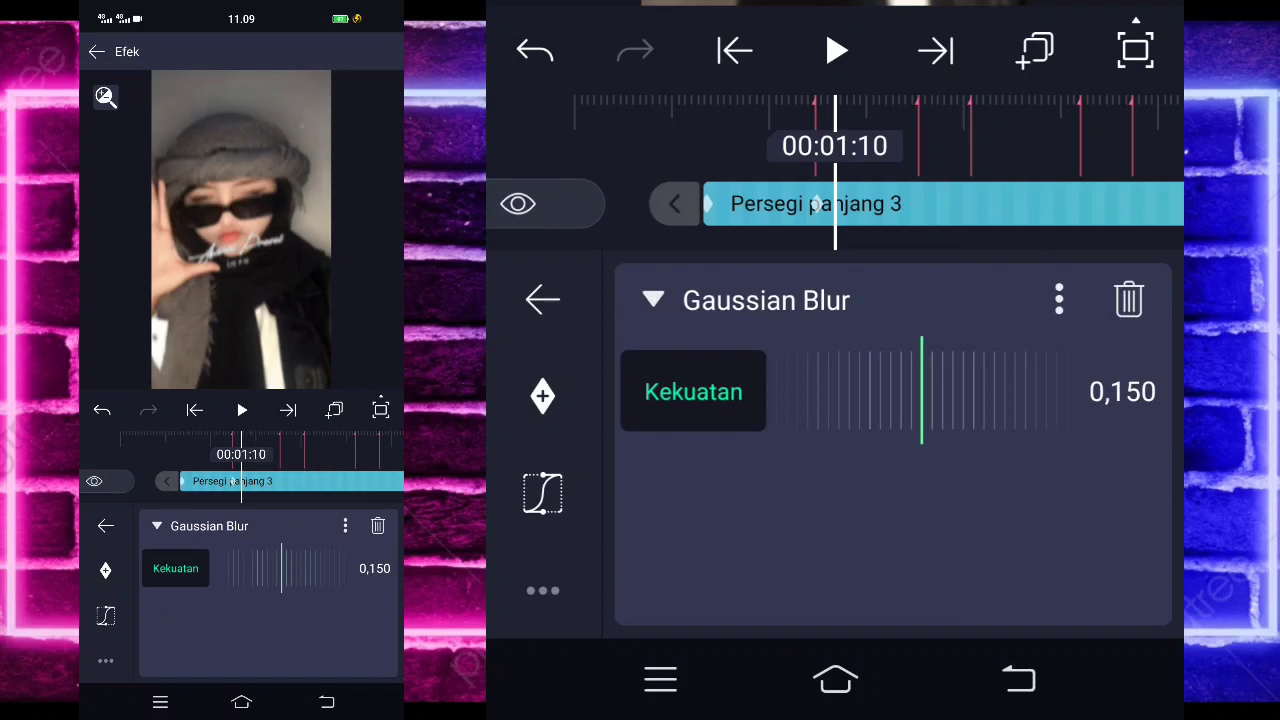 11.09
Efek
00:01:10
Persegi panjang 3
Gaussian Blur
Kekuatan
0,150
00:01:10
Persegi panjang 3
Gaussian Blur
Kekuatan
0,150